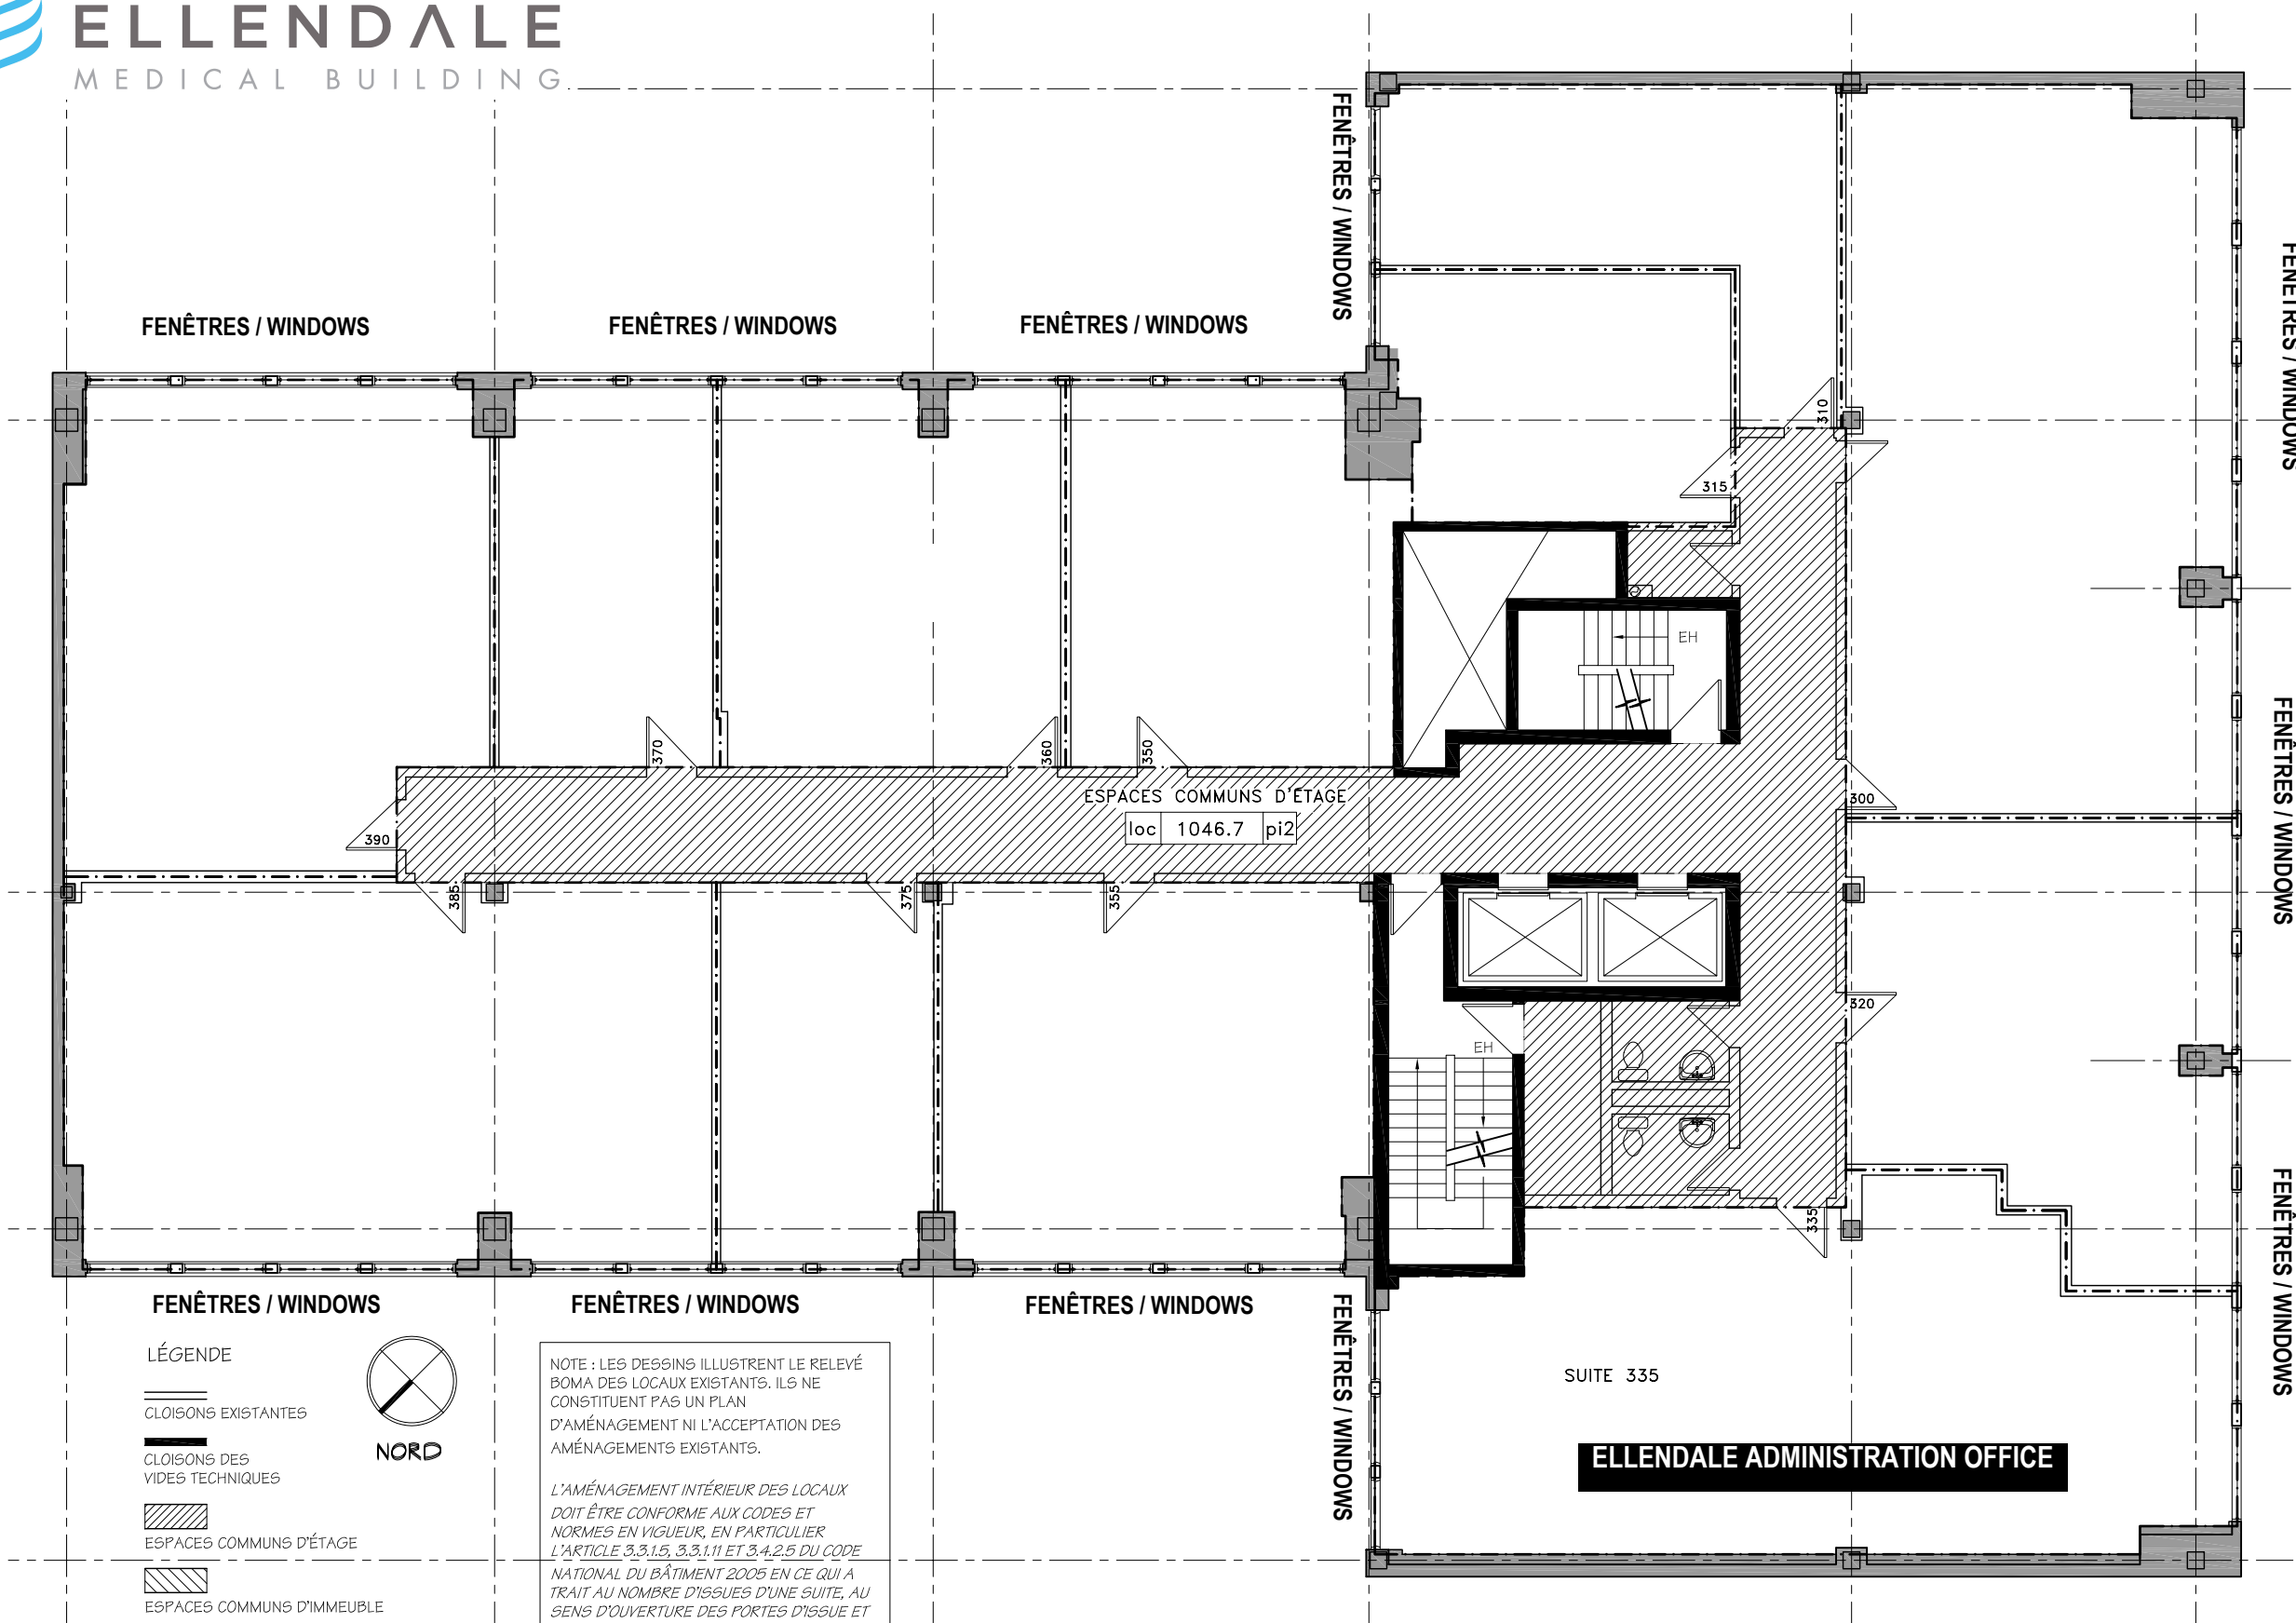 ELLENDALE
MEDICAL BUILDING
FENÊTRES / WINDOWS
FENÊTRES / WINDOWS
FENÊTRES / WINDOWS
FENÊTRES / WINDOWS
FENÊTRES / WINDOWS
310
315
EH
370
360
350
ESPACES COMMUNS D'ÉTAGE
loc 1046.7 pi2
300
390
385
375
355
FENÊTRES / WINDOWS
320
EH
335
FENÊTRES / WINDOWS
FENÊTRES / WINDOWS
FENÊTRES / WINDOWS
FENÊTRES / WINDOWS
FENÊTRES / WINDOWS
SUITE 335
ELLENDALE ADMINISTRATION OFFICE
LÉGENDE
CLOISONS EXISTANTES
CLOISONS DES
VIDES TECHNIQUES
ESPACES COMMUNS D'ÉTAGE
ESPACES COMMUNS D'IMMEUBLE
NORD
NOTE : LES DESSINS ILLUSTRENT LE RELEVÉ
BOMA DES LOCAUX EXISTANTS. ILS NE
CONSTITUENT PAS UN PLAN
D'AMÉNAGEMENT NI L'ACCEPTATION DES
AMÉNAGEMENTS EXISTANTS.
L'AMÉNAGEMENT INTÉRIEUR DES LOCAUX
DOIT ÊTRE CONFORME AUX CODES ET
NORMES EN VIGUEUR, EN PARTICULIER
L'ARTICLE 3.3.1.5, 3.3.1.11 ET 3.4.2.5 DU CODE
NATIONAL DU BÂTIMENT 2005 EN CE QUI A
TRAIT AU NOMBRE D'ISSUES D'UNE SUITE, AU
SENS D'OUVERTURE DES PORTES D'ISSUE ET